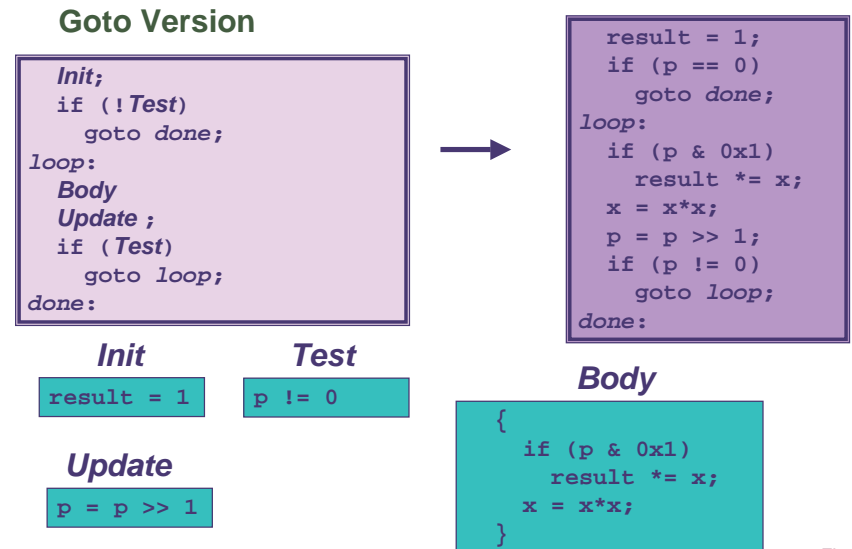 Goto Version
Init;
if (!Test)
goto done;
loop:
Body
Update ;
if (Test)
goto loop;
done:
result = 1;
if (p == 0)
goto done;
loop:
if (p & 0x1)
result *= x;
x = x*x;
p = p >> 1;
if (p != 0)
goto loop;
done:
Init
result = 1
Test
p != 0
Body
{
if (p & 0x1)
result *= x;
x = x*x;
}
Update
p = p >> 1